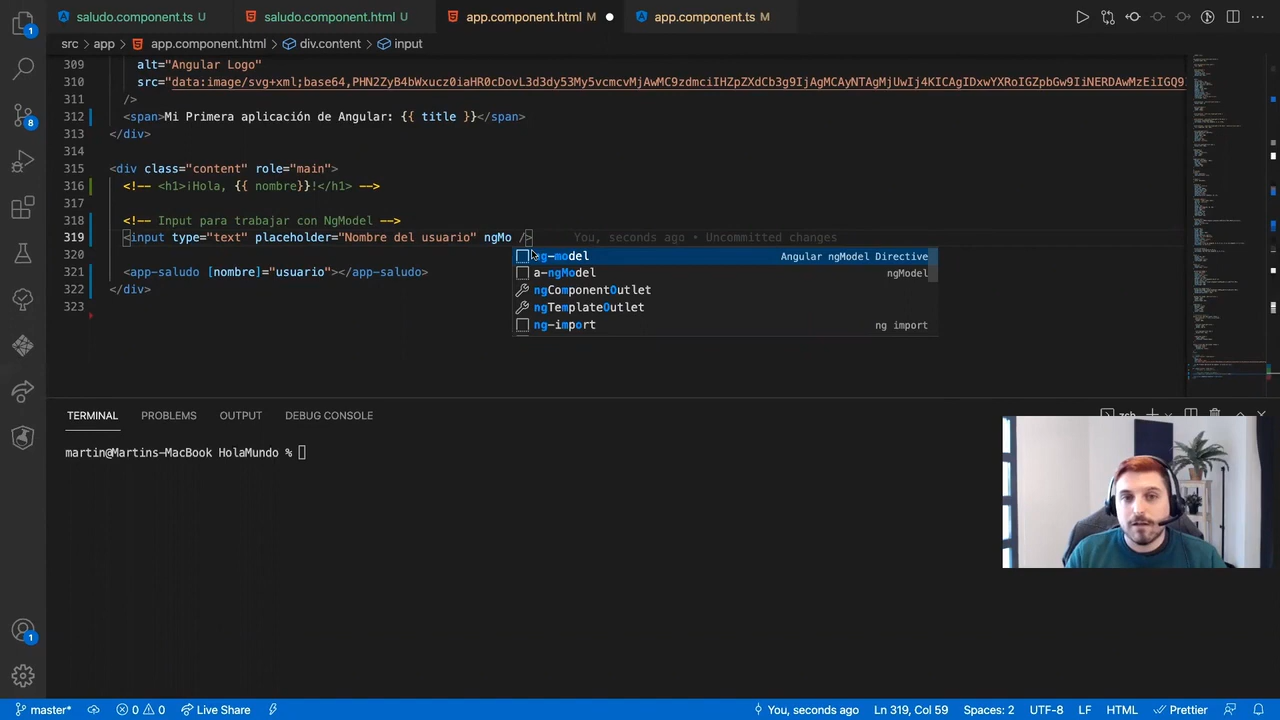 saludo.component.ts U
saludo.component.html U
app.component.html M
app.component.ts M
src > app > app.component.html > div.content > input
309 alt="Angular Logo"
310 src="data:image/svg+xml;base64,
311 />
312 <span>Mi Primera aplicación de Angular: {{ title }}</span>
313 </div>
314
315 <div class="content" role="main">
316 <!-- <h1>¡Hola, {{ nombre}}!</h1> -->
317
318 <!-- Input para trabajar con NgModel -->
319 <input type="text" placeholder="Nombre del usuario" ngMo /> You, seconds ago • Uncommitted changes
320 ng-model Angular ngModel Directive
a-ngModel ngModel
321 <app-saludo [nombre]="usuario"></app-saludo>
322 </div> ngComponentOutlet
323 ngTemplateOutlet
ng-import ng import
TERMINAL PROBLEMS OUTPUT DEBUG CONSOLE
zsh
martin@Martins-MacBook HolaMundo %
1
8
1
master* 0 0 Live Share You, seconds ago Ln 319, Col 59 Spaces: 2 UTF-8 LF HTML Prettier